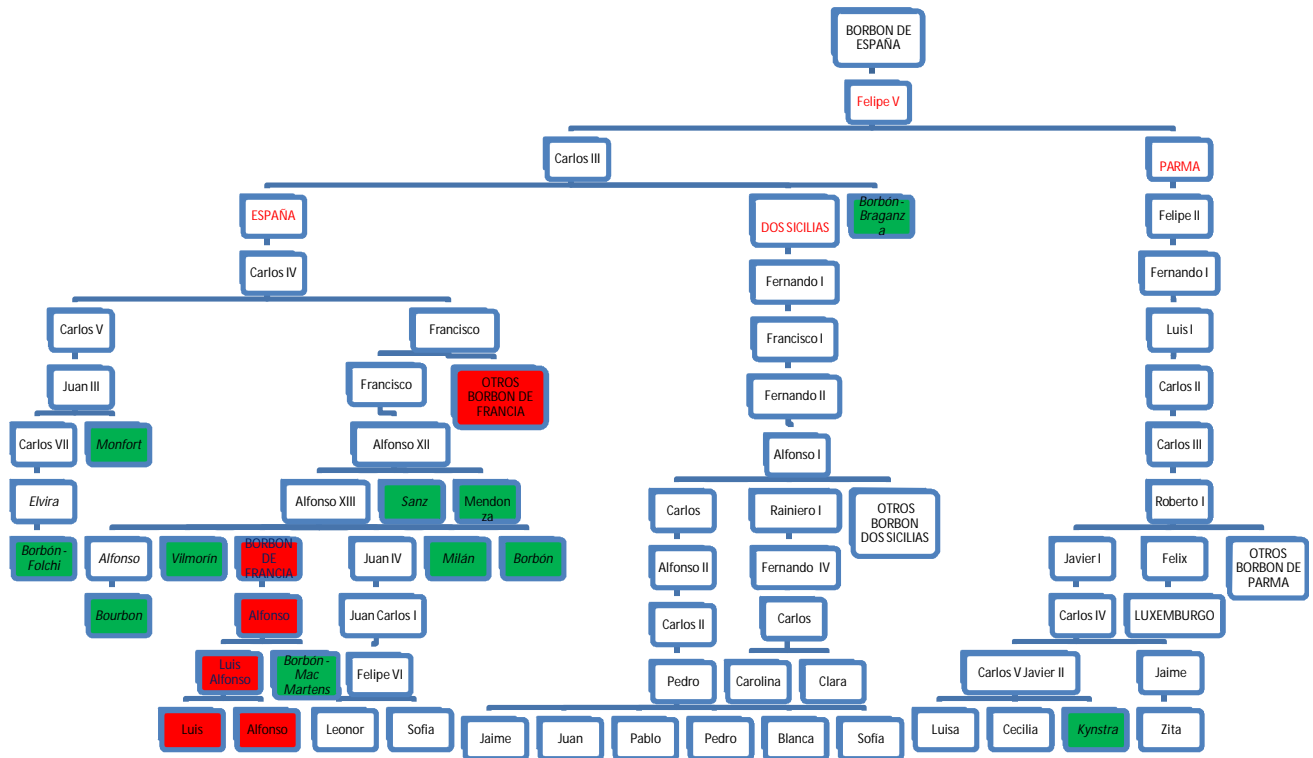 BORBON DE
ESPAÑA
Felipe V
Carlos III
PARMA
ESPAÑA
DOS SICILIAS
Borbón-
Braganz
a
Felipe II
Carlos IV
Fernando I
Fernando I
Carlos V
Francisco
Francisco I
Luis I
Juan III
Francisco
OTROS
BORBON DE
FRANCIA
Fernando II
Carlos II
Carlos VII
Monfort
Alfonso XII
Alfonso I
Carlos III
Elvira
Alfonso XIII
Sanz
Mendon
za
Carlos
Rainiero I
OTROS
BORBON
DOS SICILIAS
Roberto I
Borbón-
Folchi
Alfonso
Vilmorín
BORBON
DE
FRANCIA
Juan IV
Milán
Borbón
Alfonso II
Fernando IV
Javier I
Felix
OTROS
BORBON DE
PARMA
Bourbon
Alfonso
Juan Carlos I
Carlos II
Carlos
Carlos IV
LUXEMBURGO
Luis
Alfonso
Borbón-
Mac
Martens
Felipe VI
Pedro
Carolina
Clara
Carlos V Javier II
Jaime
Luis
Alfonso
Leonor
Sofia
Jaime
Juan
Pablo
Pedro
Blanca
Sofía
Luisa
Cecilia
Kynstra
Zita